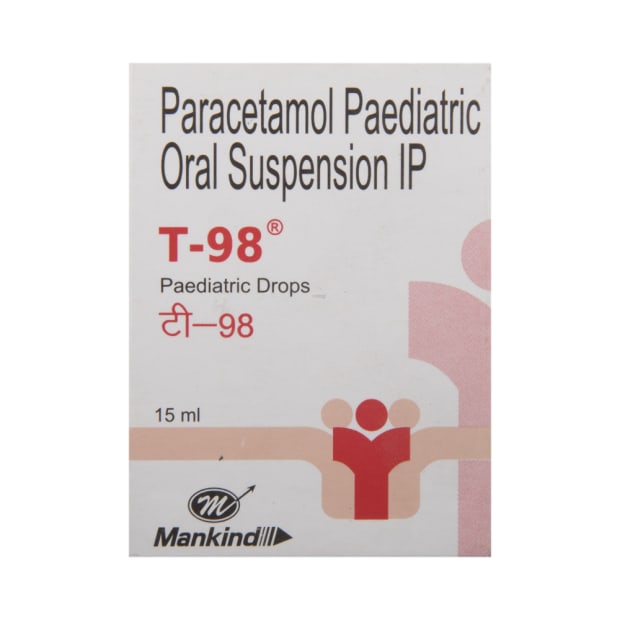 Paracetamol Paediatric
Oral Suspension IP
T-98®
Paediatric Drops
टी–98
15 ml
m
Mankind